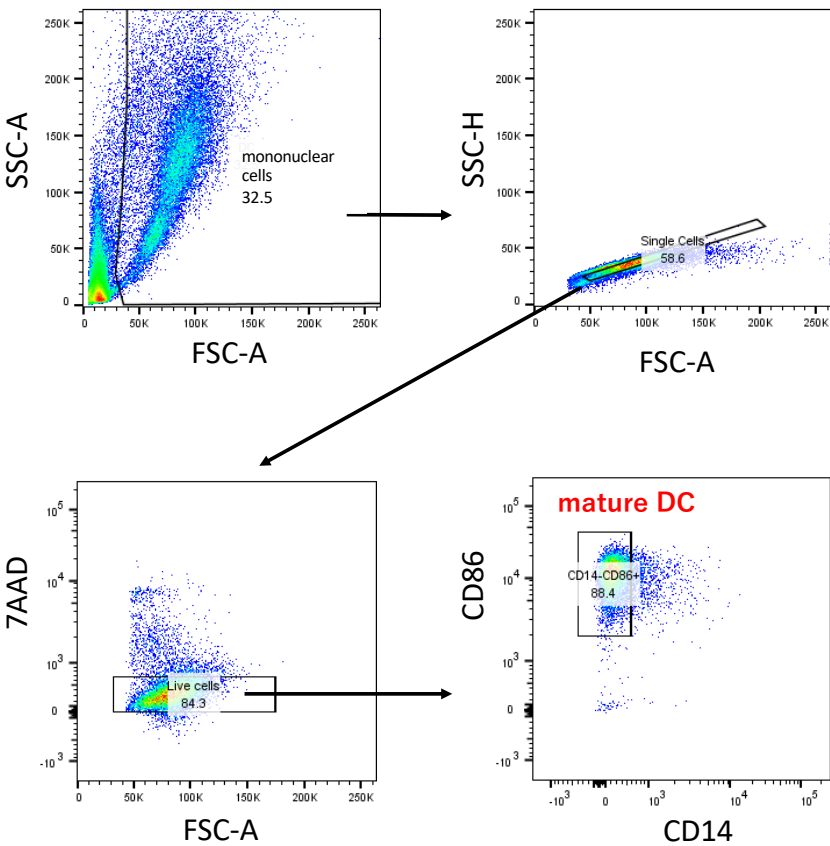 SSC-A
250K
200K
150K
100K
50K
0
mononuclear
cells
32.5
0
50K
100K
150K
200K
250K
FSC-A
SSC-H
250K
200K
150K
100K
50K
0
Single Cells
58.6
0
50K
100K
150K
200K
250K
FSC-A
7AAD
10^5
10^4
10^3
0
-10^3
Live cells
84.3
0
50K
100K
150K
200K
250K
FSC-A
CD86
10^5
10^4
10^3
0
-10^3
mature DC
CD14-CD86+
88.4
-10^3
0
10^3
10^4
10^5
CD14